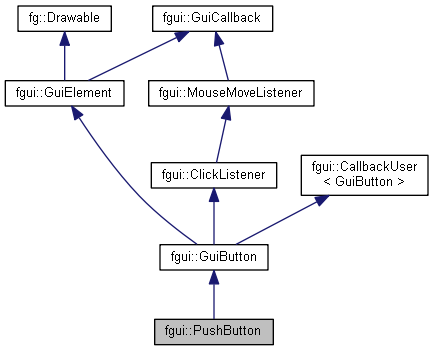 fg::Drawable
fgui::GuiCallback
fgui::GuiElement
fgui::MouseMoveListener
fgui::ClickListener
fgui::CallbackUser
< GuiButton >
fgui::GuiButton
fgui::PushButton